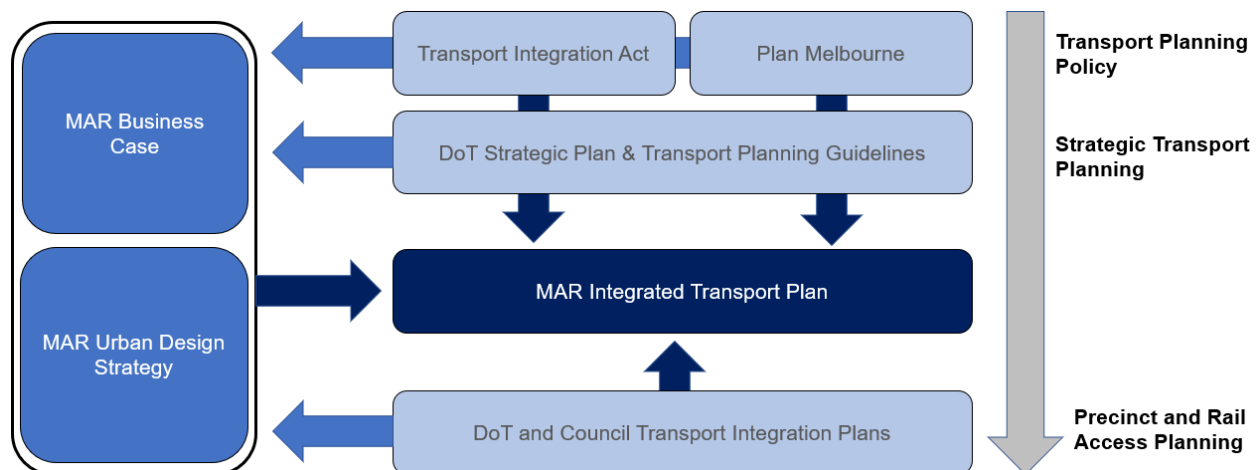 Transport Integration Act
Plan Melbourne
Transport Planning
Policy
MAR Business
Case
DoT Strategic Plan & Transport Planning Guidelines
Strategic Transport
Planning
MAR Integrated Transport Plan
MAR Urban Design
Strategy
DoT and Council Transport Integration Plans
Precinct and Rail
Access Planning